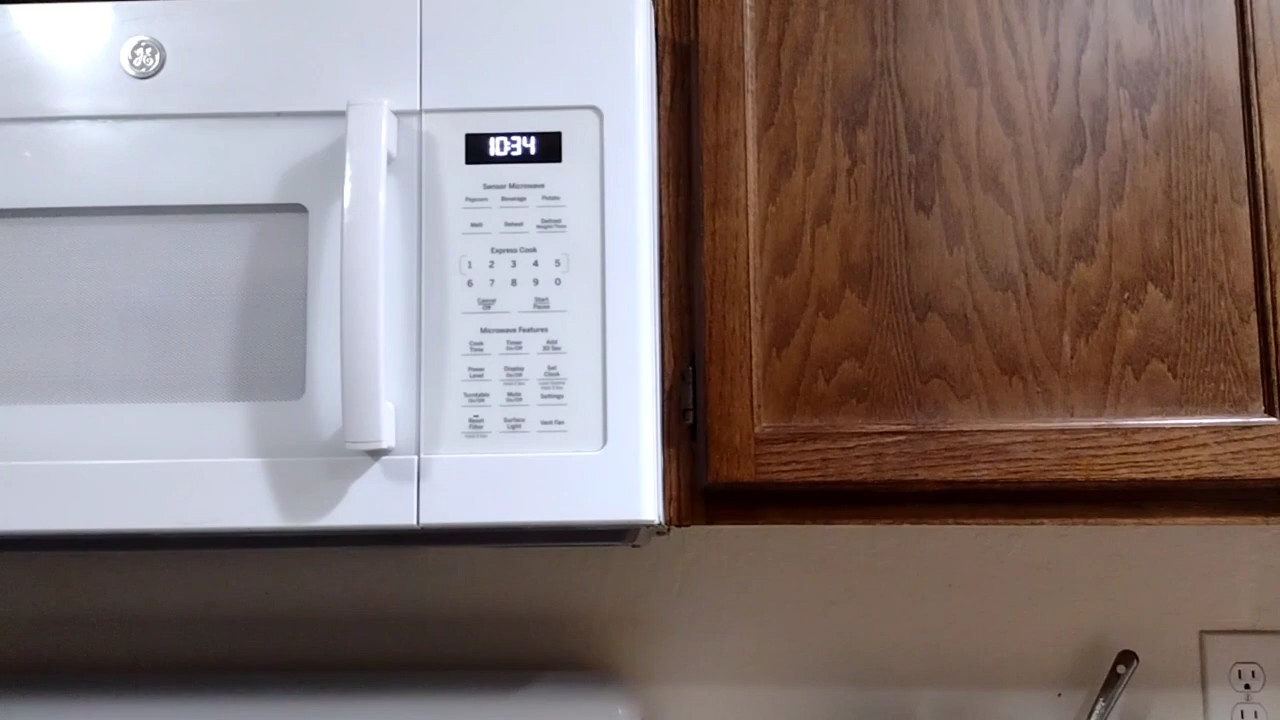 GE
10:34
Sensor Microwave
Popcorn Beverage Potato
Melt Reheat Defrost
Weight/Time
Express Cook
1 2 3 4 5
6 7 8 9 0
Cancel Start
Off Pause
Microwave Features
Cook Timer Add
Time On/Off 30 Sec
Power Display Set
Level On/Off Clock
Turntable Mute Settings
On/Off On/Off
Reset Surface Vent Fan
Filter Light